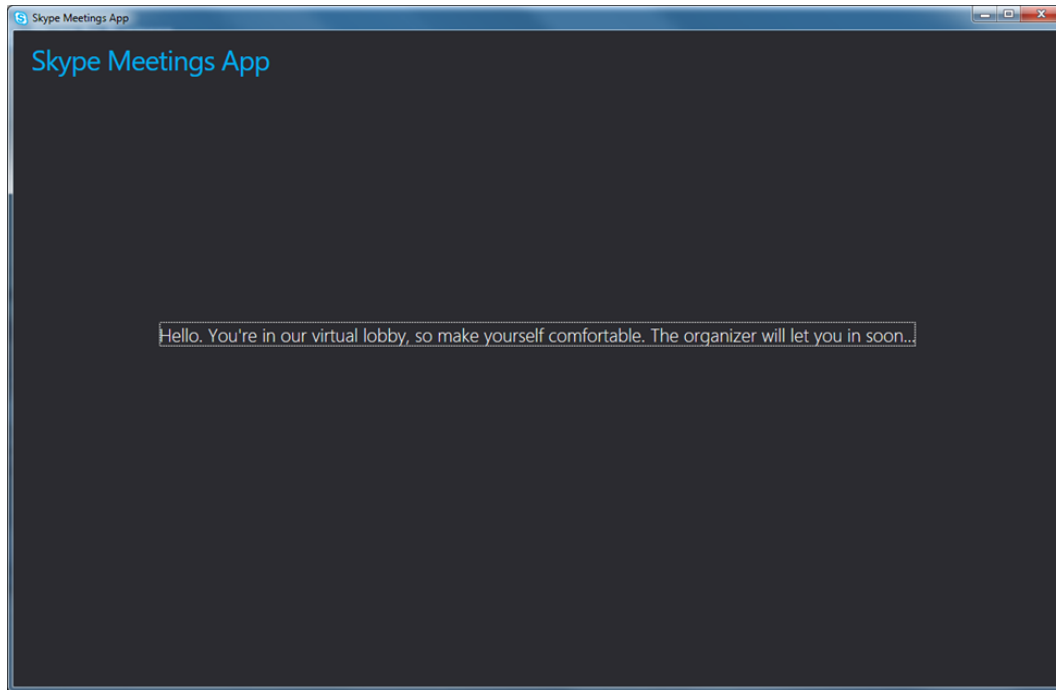 Skype Meetings App
Skype Meetings App
Hello. You're in our virtual lobby, so make yourself comfortable. The organizer will let you in soon...